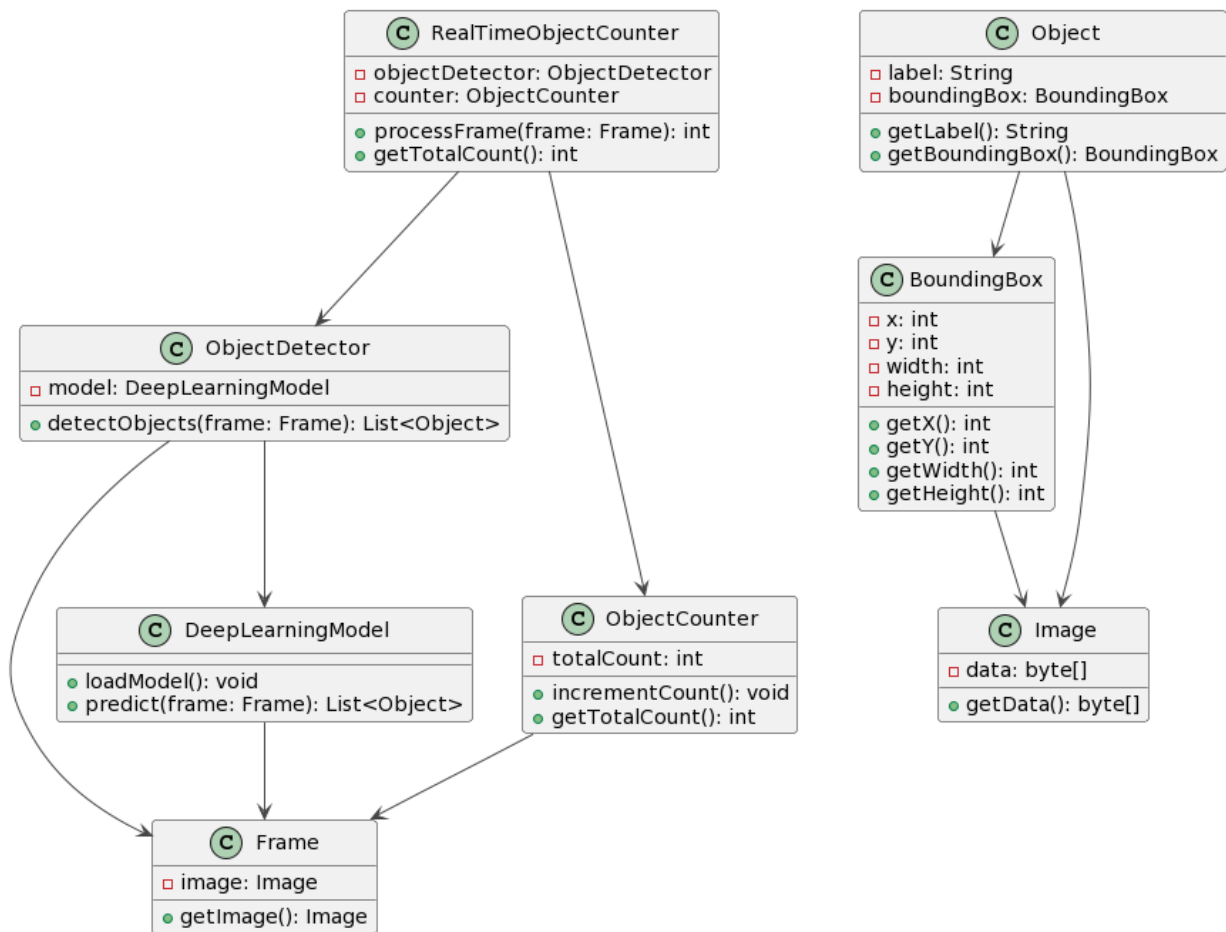 C RealTimeObjectCounter
objectDetector: ObjectDetector
counter: ObjectCounter
processFrame(frame: Frame): int
getTotalCount(): int
C Object
label: String
boundingBox: BoundingBox
getLabel(): String
getBoundingBox(): BoundingBox
C BoundingBox
x: int
y: int
width: int
height: int
getX(): int
getY(): int
getWidth(): int
getHeight(): int
C ObjectDetector
model: DeepLearningModel
detectObjects(frame: Frame): List<Object>
C DeepLearningModel
loadModel(): void
predict(frame: Frame): List<Object>
C ObjectCounter
totalCount: int
incrementCount(): void
getTotalCount(): int
C Image
data: byte[]
getData(): byte[]
C Frame
image: Image
getImage(): Image